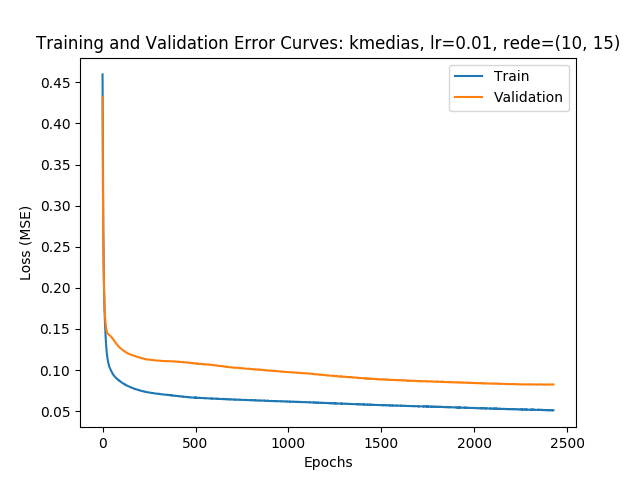 Training and Validation Error Curves: kmedias, lr=0.01, rede=(10, 15)
Train
Validation
0.45
0.40
0.35
0.30
0.25
0.20
0.15
0.10
0.05
Loss (MSE)
0 500 1000 1500 2000 2500
Epochs